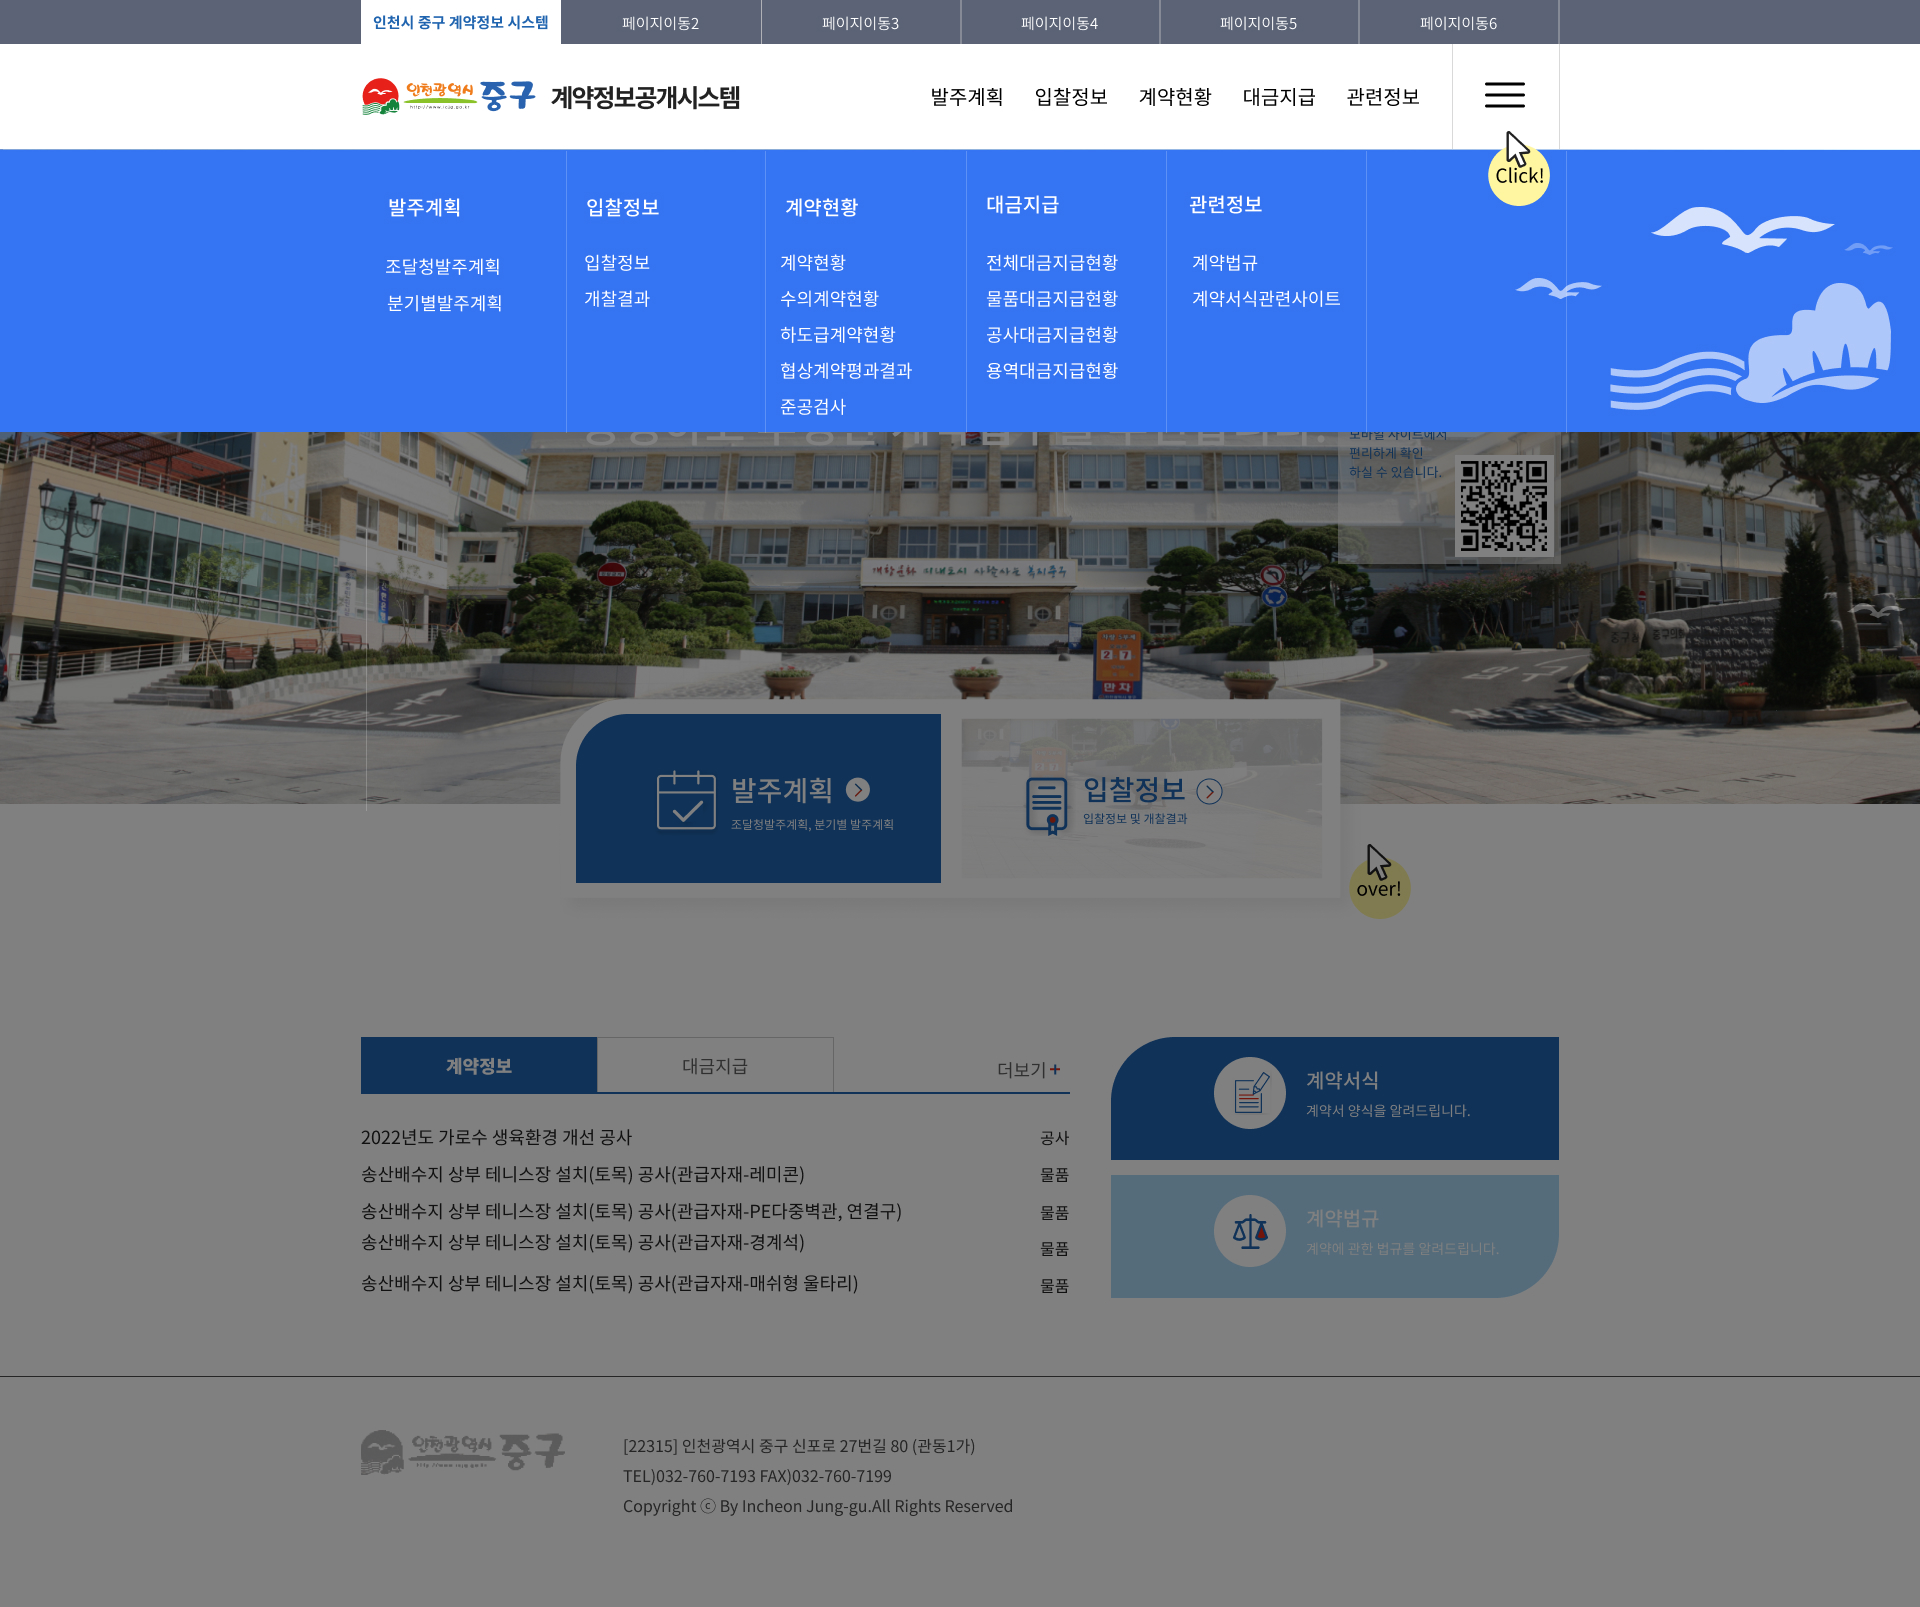 인천시 중구 계약정보 시스템
페이지이동2
페이지이동3
페이지이동4
페이지이동5
페이지이동6
인천광역시 중구 계약정보공개시스템
발주계획
입찰정보
계약현황
대금지급
관련정보
Click!
발주계획
조달청발주계획
분기별발주계획
입찰정보
입찰정보
개찰결과
계약현황
계약현황
수의계약현황
하도급계약현황
협상계약평과결과
준공검사
대금지급
전체대금지급현황
물품대금지급현황
공사대금지급현황
용역대금지급현황
관련정보
계약법규
계약서식관련사이트
모바일 사이트에서
편리하게 확인
하실 수 있습니다.
발주계획
조달청발주계획, 분기별 발주계획
입찰정보
입찰정보 및 개찰결과
over!
계약정보
대금지급
더보기+
2022년도 가로수 생육환경 개선 공사 공사
송산배수지 상부 테니스장 설치(토목) 공사(관급자재-레미콘) 물품
송산배수지 상부 테니스장 설치(토목) 공사(관급자재-PE다중벽관, 연결구) 물품
송산배수지 상부 테니스장 설치(토목) 공사(관급자재-경계석) 물품
송산배수지 상부 테니스장 설치(토목) 공사(관급자재-매쉬형 울타리) 물품
계약서식
계약서 양식을 알려드립니다.
계약법규
계약에 관한 법규를 알려드립니다.
인천광역시 중구
[22315] 인천광역시 중구 신포로 27번길 80 (관동1가)
TEL)032-760-7193 FAX)032-760-7199
Copyright ⓒ By Incheon Jung-gu.All Rights Reserved